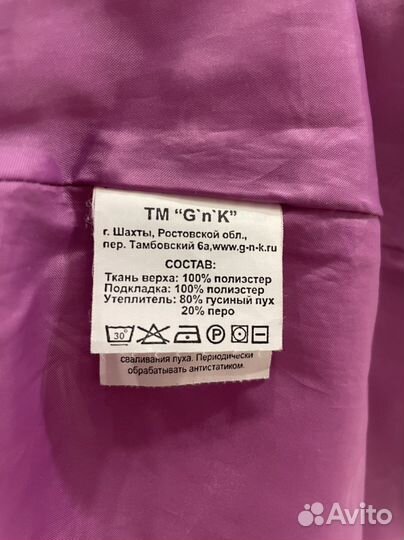 ТМ "G`n`K"
г. Шахты, Ростовской обл.,
пер. Тамбовский 6а,www.g-n-k.ru
СОСТАВ:
Ткань верха: 100% полиэстер
Подкладка: 100% полиэстер
Утеплитель: 80% гусиный пух
20% перо
30°
P
сваливания пуха. Периодически
обрабатывать антистатиком.
Avito